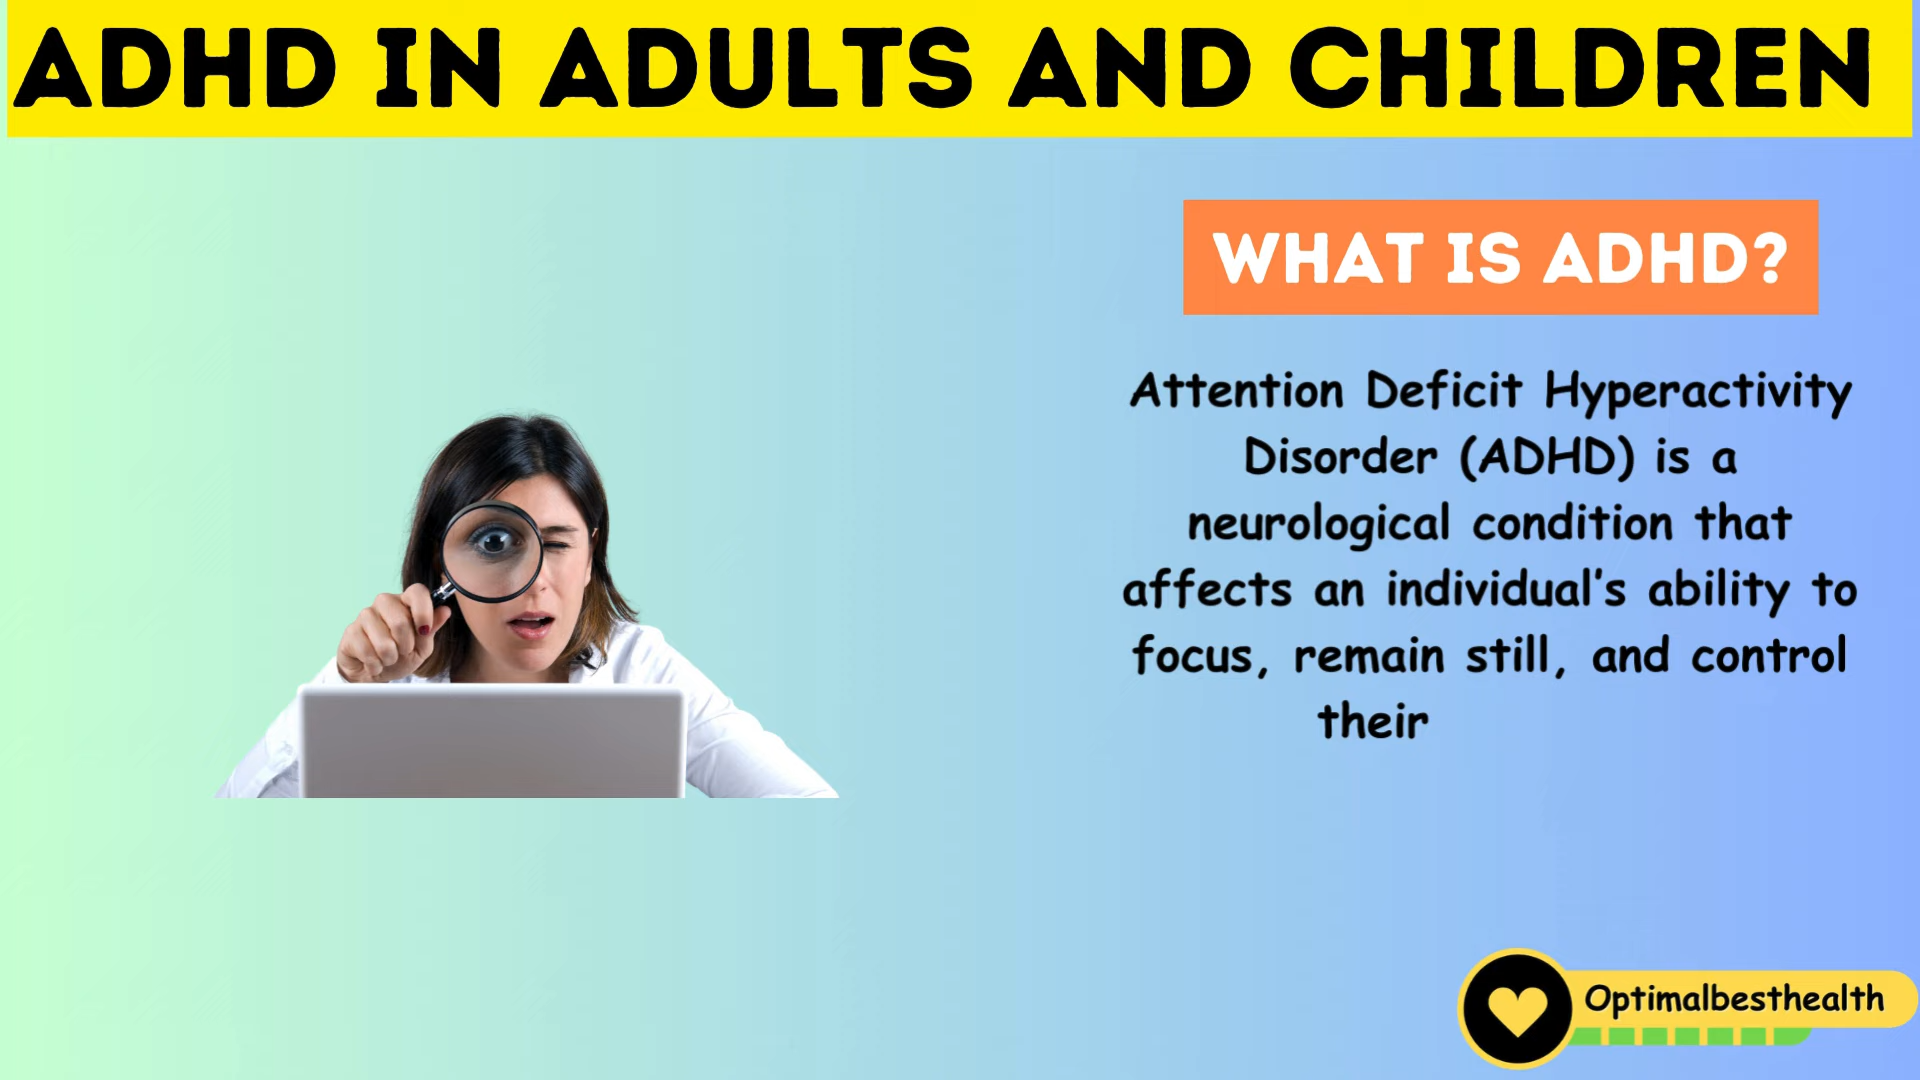 ADHD IN ADULTS AND CHILDREN
WHAT IS ADHD?
Attention Deficit Hyperactivity
Disorder (ADHD) is a
neurological condition that
affects an individual's ability to
focus, remain still, and control
their
Optimalbesthealth